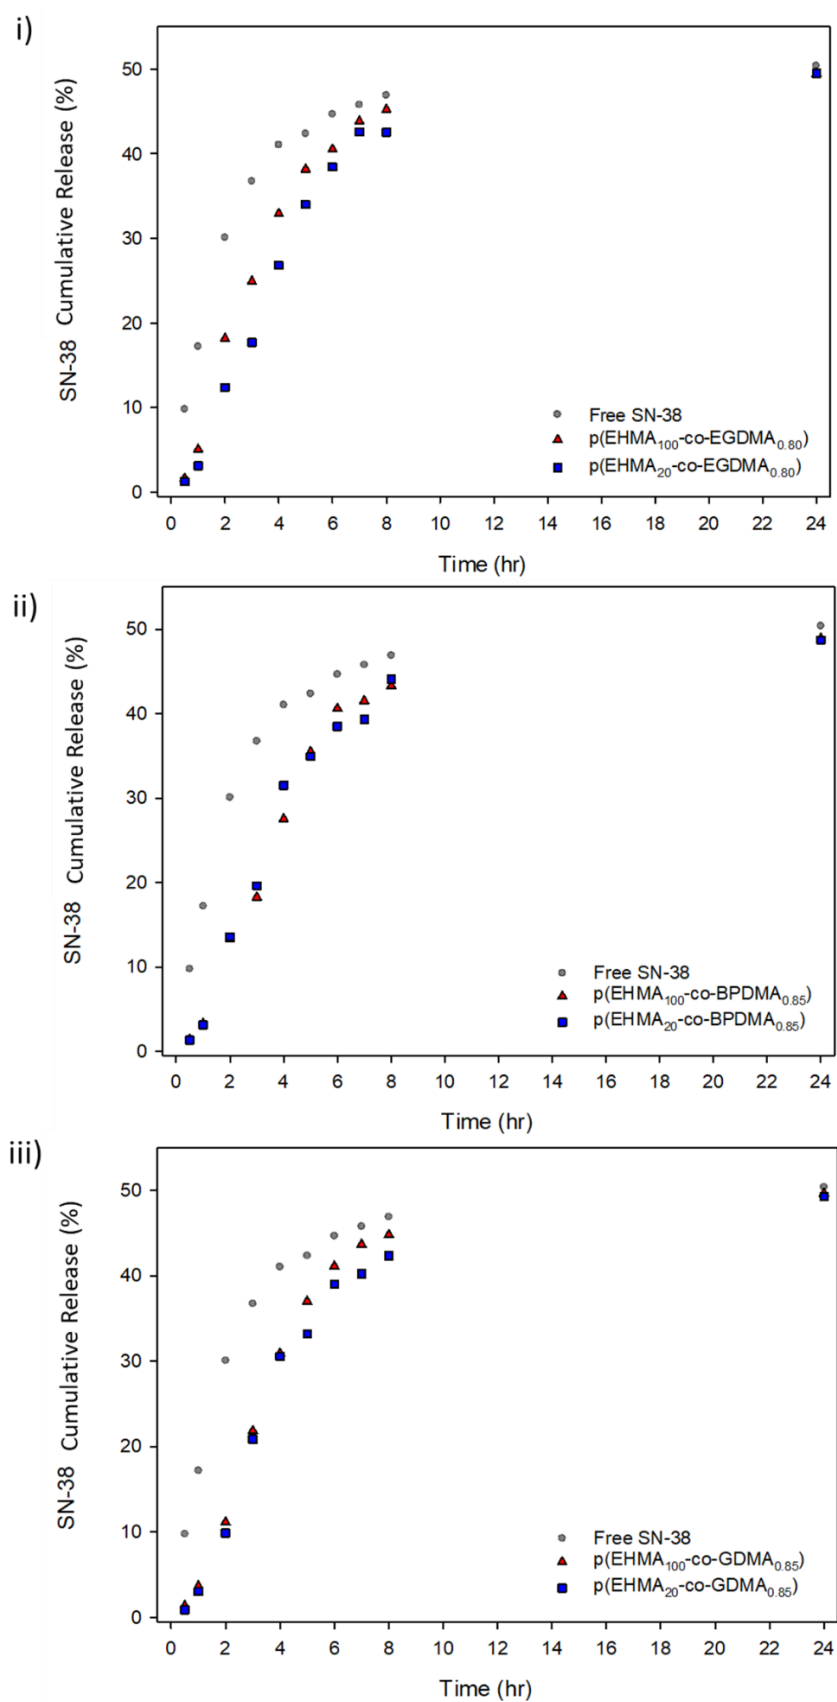 i)
SN-38 Cumulative Release (%)
50
40
30
20
10
0
Free SN-38
p(EHMA₁₀₀-co-EGDMA₀.₈₀)
p(EHMA₂₀-co-EGDMA₀.₈₀)
0 2 4 6 8 10 12 14 16 18 20 22 24
Time (hr)
ii)
SN-38 Cumulative Release (%)
50
40
30
20
10
0
Free SN-38
p(EHMA₁₀₀-co-BPDMA₀.₈₅)
p(EHMA₂₀-co-BPDMA₀.₈₅)
0 2 4 6 8 10 12 14 16 18 20 22 24
Time (hr)
iii)
SN-38 Cumulative Release (%)
50
40
30
20
10
0
Free SN-38
p(EHMA₁₀₀-co-GDMA₀.₈₅)
p(EHMA₂₀-co-GDMA₀.₈₅)
0 2 4 6 8 10 12 14 16 18 20 22 24
Time (hr)